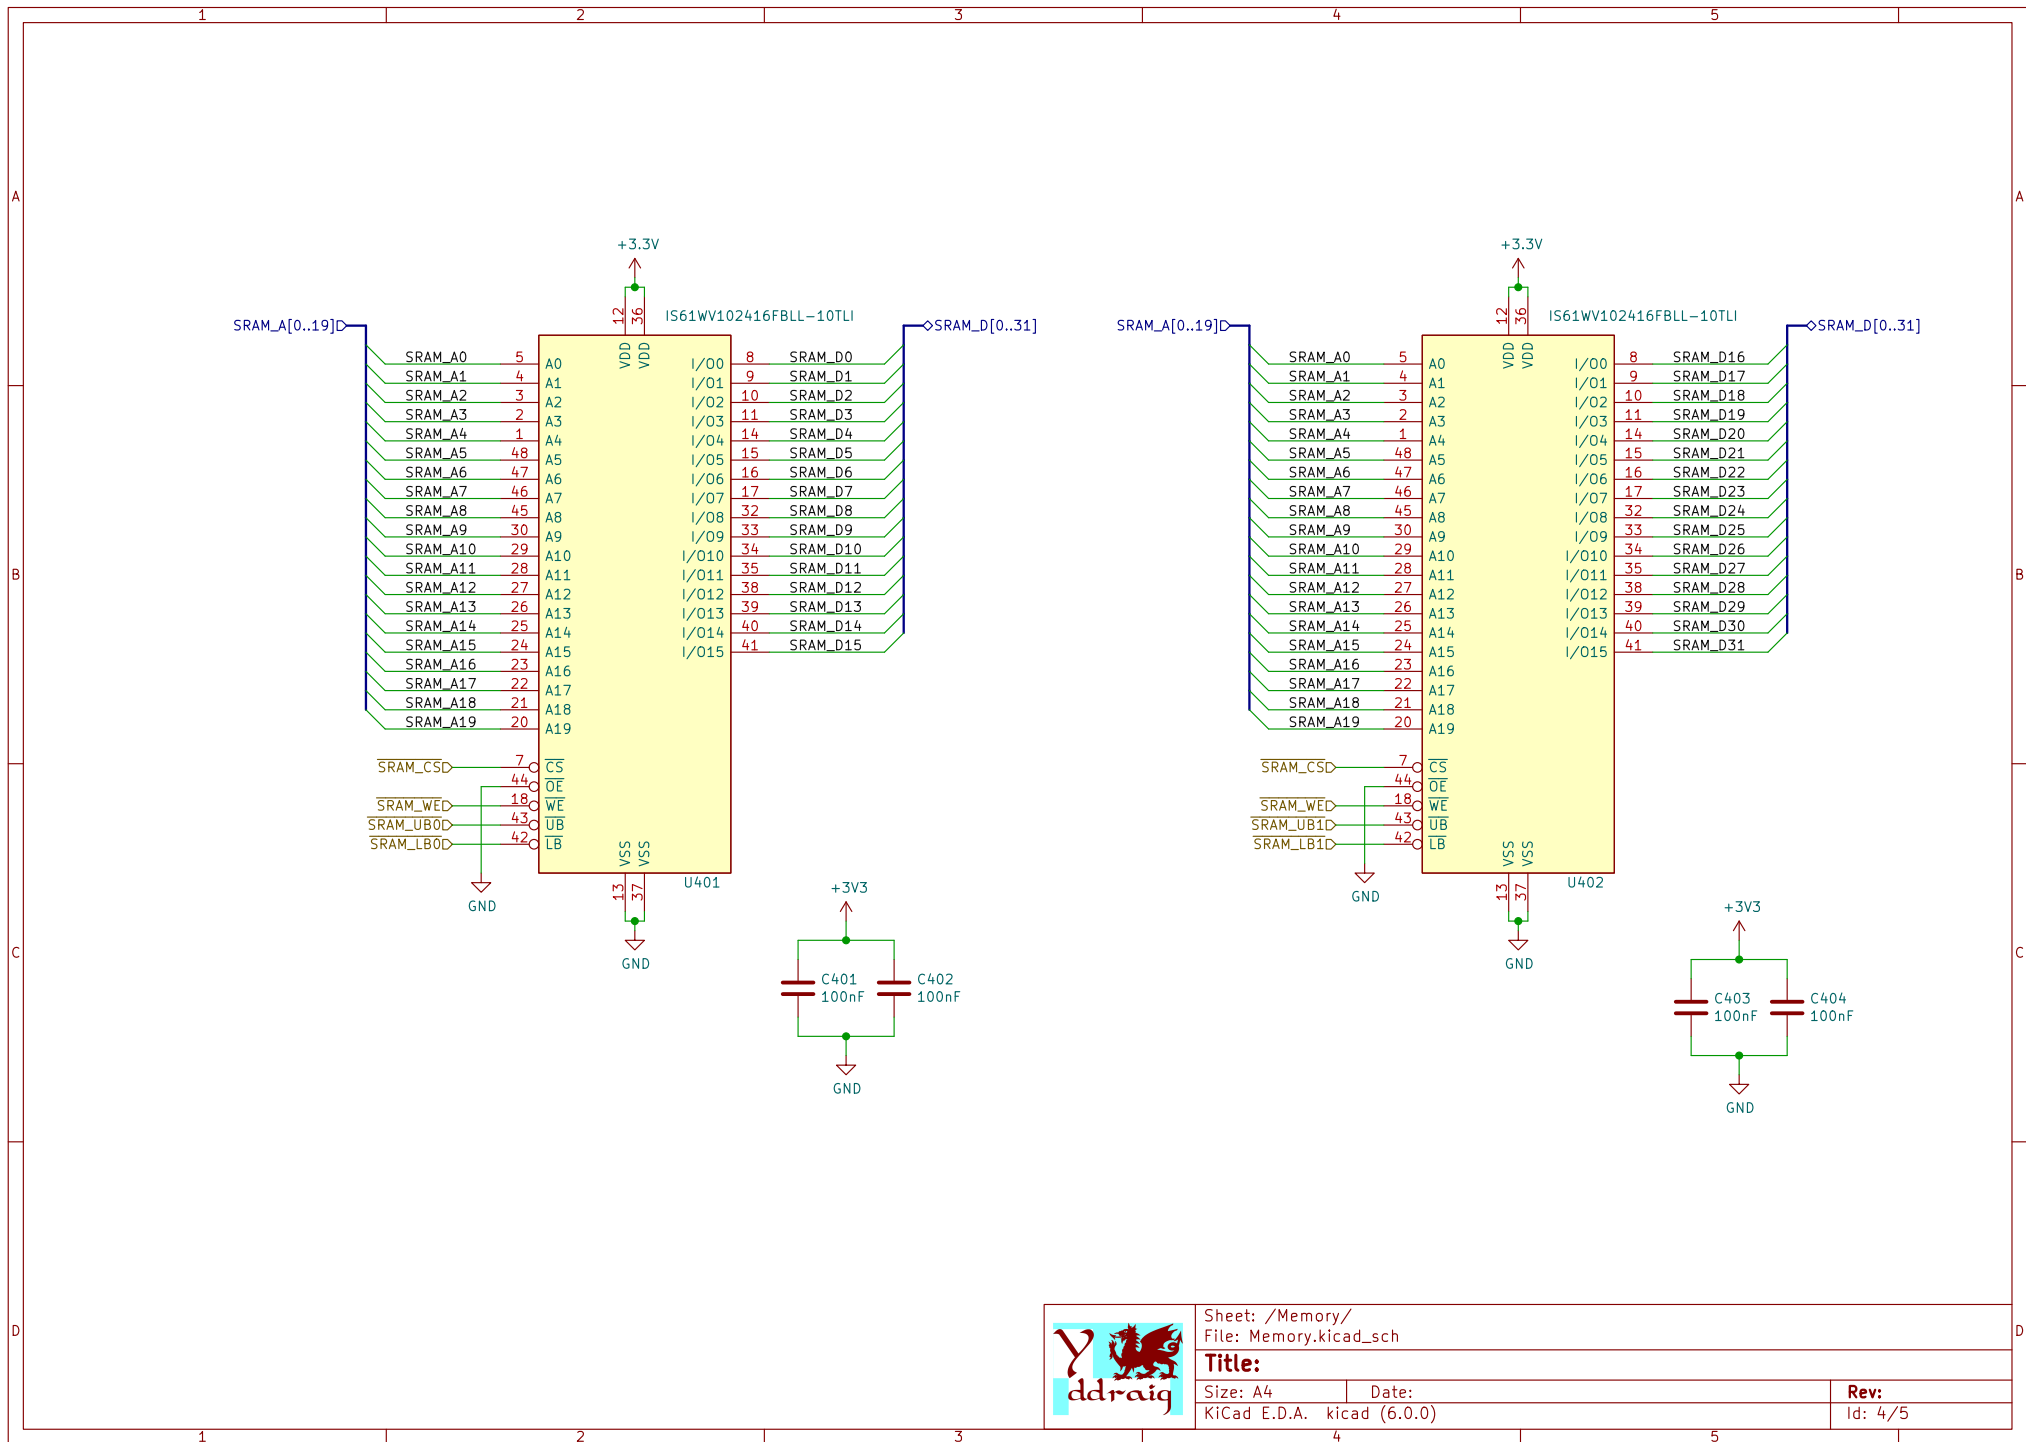 1 2 3 4 5
A A
B B
C C
D D
+3.3V
12 36
IS61WV102416FBLL-10TLI
SRAM_A[0..19]
SRAM_D[0..31]
VDD VDD
SRAM_A0 5 A0 I/O0 8 SRAM_D0
SRAM_A1 4 A1 I/O1 9 SRAM_D1
SRAM_A2 3 A2 I/O2 10 SRAM_D2
SRAM_A3 2 A3 I/O3 11 SRAM_D3
SRAM_A4 1 A4 I/O4 14 SRAM_D4
SRAM_A5 48 A5 I/O5 15 SRAM_D5
SRAM_A6 47 A6 I/O6 16 SRAM_D6
SRAM_A7 46 A7 I/O7 17 SRAM_D7
SRAM_A8 45 A8 I/O8 32 SRAM_D8
SRAM_A9 30 A9 I/O9 33 SRAM_D9
SRAM_A10 29 A10 I/O10 34 SRAM_D10
SRAM_A11 28 A11 I/O11 35 SRAM_D11
SRAM_A12 27 A12 I/O12 38 SRAM_D12
SRAM_A13 26 A13 I/O13 39 SRAM_D13
SRAM_A14 25 A14 I/O14 40 SRAM_D14
SRAM_A15 24 A15 I/O15 41 SRAM_D15
SRAM_A16 23 A16
SRAM_A17 22 A17
SRAM_A18 21 A18
SRAM_A19 20 A19
SRAM_CS 7 CS
44 OE
SRAM_WE 18 WE
SRAM_UB0 43 UB
SRAM_LB0 42 LB
VSS VSS
13 37
U401
GND
GND
+3V3
C401
100nF
C402
100nF
GND
+3.3V
12 36
IS61WV102416FBLL-10TLI
SRAM_A[0..19]
SRAM_D[0..31]
VDD VDD
SRAM_A0 5 A0 I/O0 8 SRAM_D16
SRAM_A1 4 A1 I/O1 9 SRAM_D17
SRAM_A2 3 A2 I/O2 10 SRAM_D18
SRAM_A3 2 A3 I/O3 11 SRAM_D19
SRAM_A4 1 A4 I/O4 14 SRAM_D20
SRAM_A5 48 A5 I/O5 15 SRAM_D21
SRAM_A6 47 A6 I/O6 16 SRAM_D22
SRAM_A7 46 A7 I/O7 17 SRAM_D23
SRAM_A8 45 A8 I/O8 32 SRAM_D24
SRAM_A9 30 A9 I/O9 33 SRAM_D25
SRAM_A10 29 A10 I/O10 34 SRAM_D26
SRAM_A11 28 A11 I/O11 35 SRAM_D27
SRAM_A12 27 A12 I/O12 38 SRAM_D28
SRAM_A13 26 A13 I/O13 39 SRAM_D29
SRAM_A14 25 A14 I/O14 40 SRAM_D30
SRAM_A15 24 A15 I/O15 41 SRAM_D31
SRAM_A16 23 A16
SRAM_A17 22 A17
SRAM_A18 21 A18
SRAM_A19 20 A19
SRAM_CS 7 CS
44 OE
SRAM_WE 18 WE
SRAM_UB1 43 UB
SRAM_LB1 42 LB
VSS VSS
13 37
U402
GND
GND
+3V3
C403
100nF
C404
100nF
GND
Y
ddraig
Sheet: /Memory/
File: Memory.kicad_sch
Title:
Size: A4 Date: Rev:
KiCad E.D.A. kicad (6.0.0) Id: 4/5
1 2 3 4 5